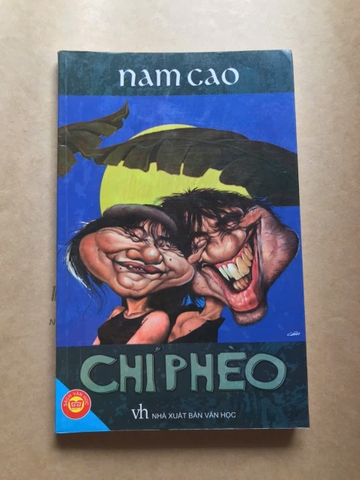 NAM CAO
CHÍ PHÈO
vh NHÀ XUẤT BẢN VĂN HỌC